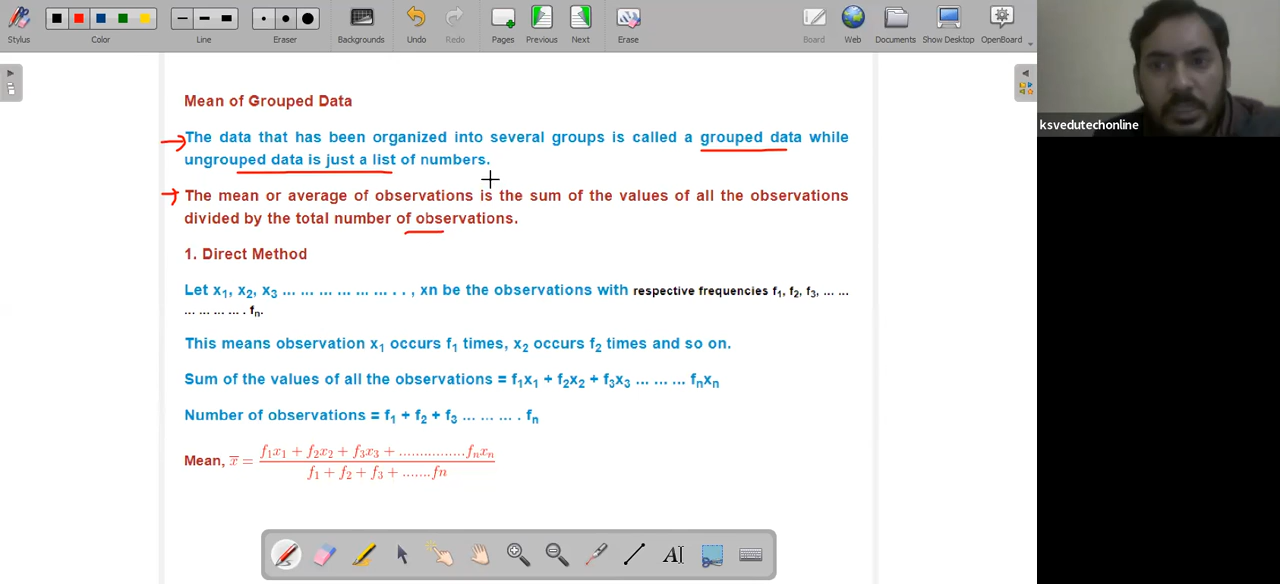 Stylus
Color
Line
Eraser
Backgrounds
Undo
Redo
Pages
Previous
Next
Erase
Board
Web
Documents
Show Desktop
OpenBoard
ksvedutechonline
Mean of Grouped Data
The data that has been organized into several groups is called a grouped data while
ungrouped data is just a list of numbers.
The mean or average of observations is the sum of the values of all the observations
divided by the total number of observations.
1. Direct Method
Let x₁, x₂, x₃ ... ... ... ... ... ... . . , xn be the observations with respective frequencies f₁, f₂, f₃, ... ...
... ... ... ... . fₙ.
This means observation x₁ occurs f₁ times, x₂ occurs f₂ times and so on.
Sum of the values of all the observations = f₁x₁ + f₂x₂ + f₃x₃ ... ... ... fₙxₙ
Number of observations = f₁ + f₂ + f₃ ... ... ... . fₙ
Mean, x̅ = f₁x₁ + f₂x₂ + f₃x₃ + ................fₙxₙ
f₁ + f₂ + f₃ + .......fn
AI